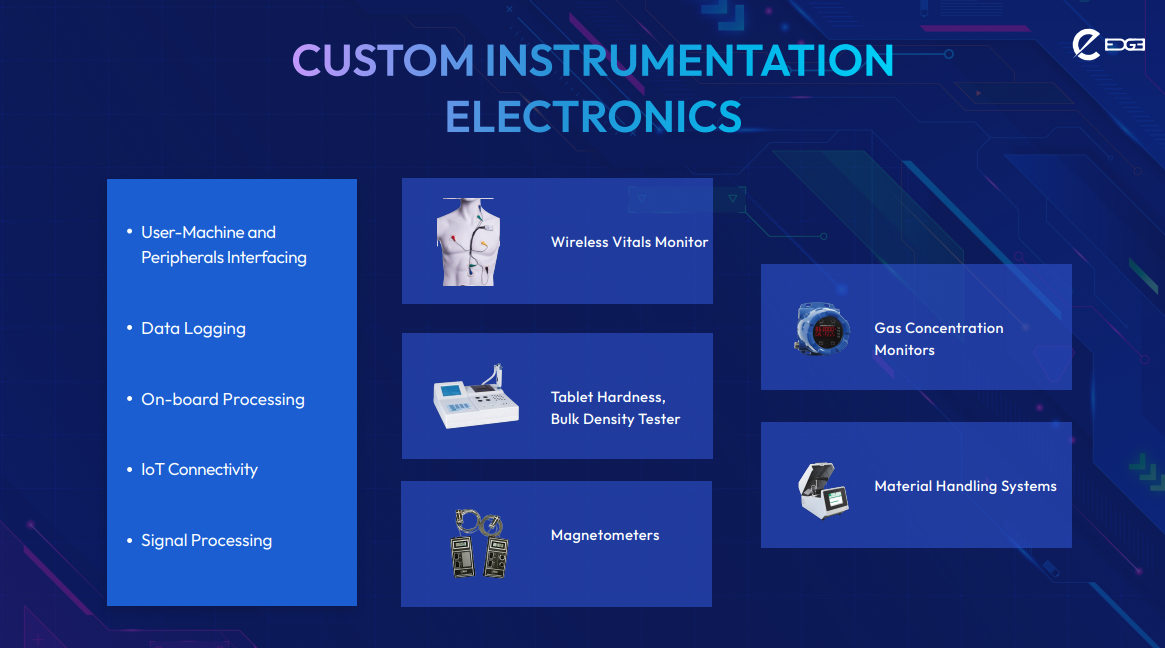 CUSTOM INSTRUMENTATION
ELECTRONICS
EDGE
• User-Machine and
Peripherals Interfacing
• Data Logging
• On-board Processing
• IoT Connectivity
• Signal Processing
Wireless Vitals Monitor
Tablet Hardness,
Bulk Density Tester
Magnetometers
Gas Concentration
Monitors
Material Handling Systems